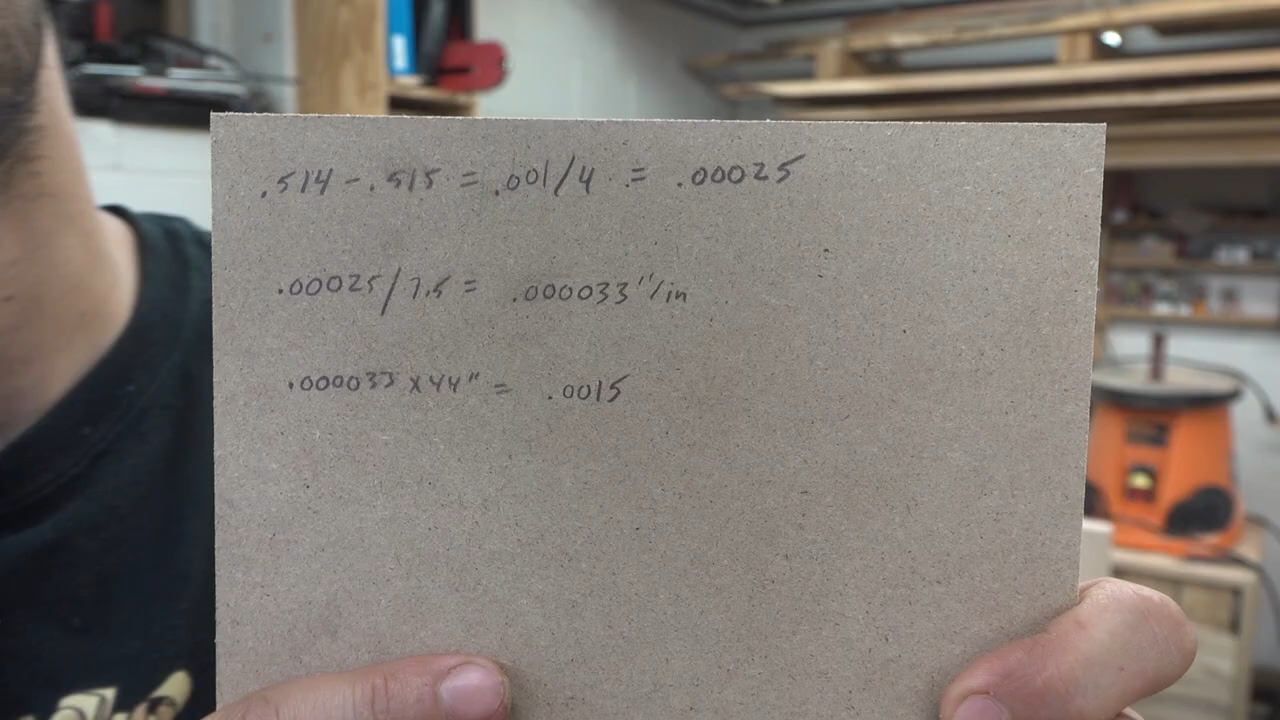 .514 - .515 = .001/4 = .00025
.00025/7.5 = .000033"/in
.000033 x 44" = .0015